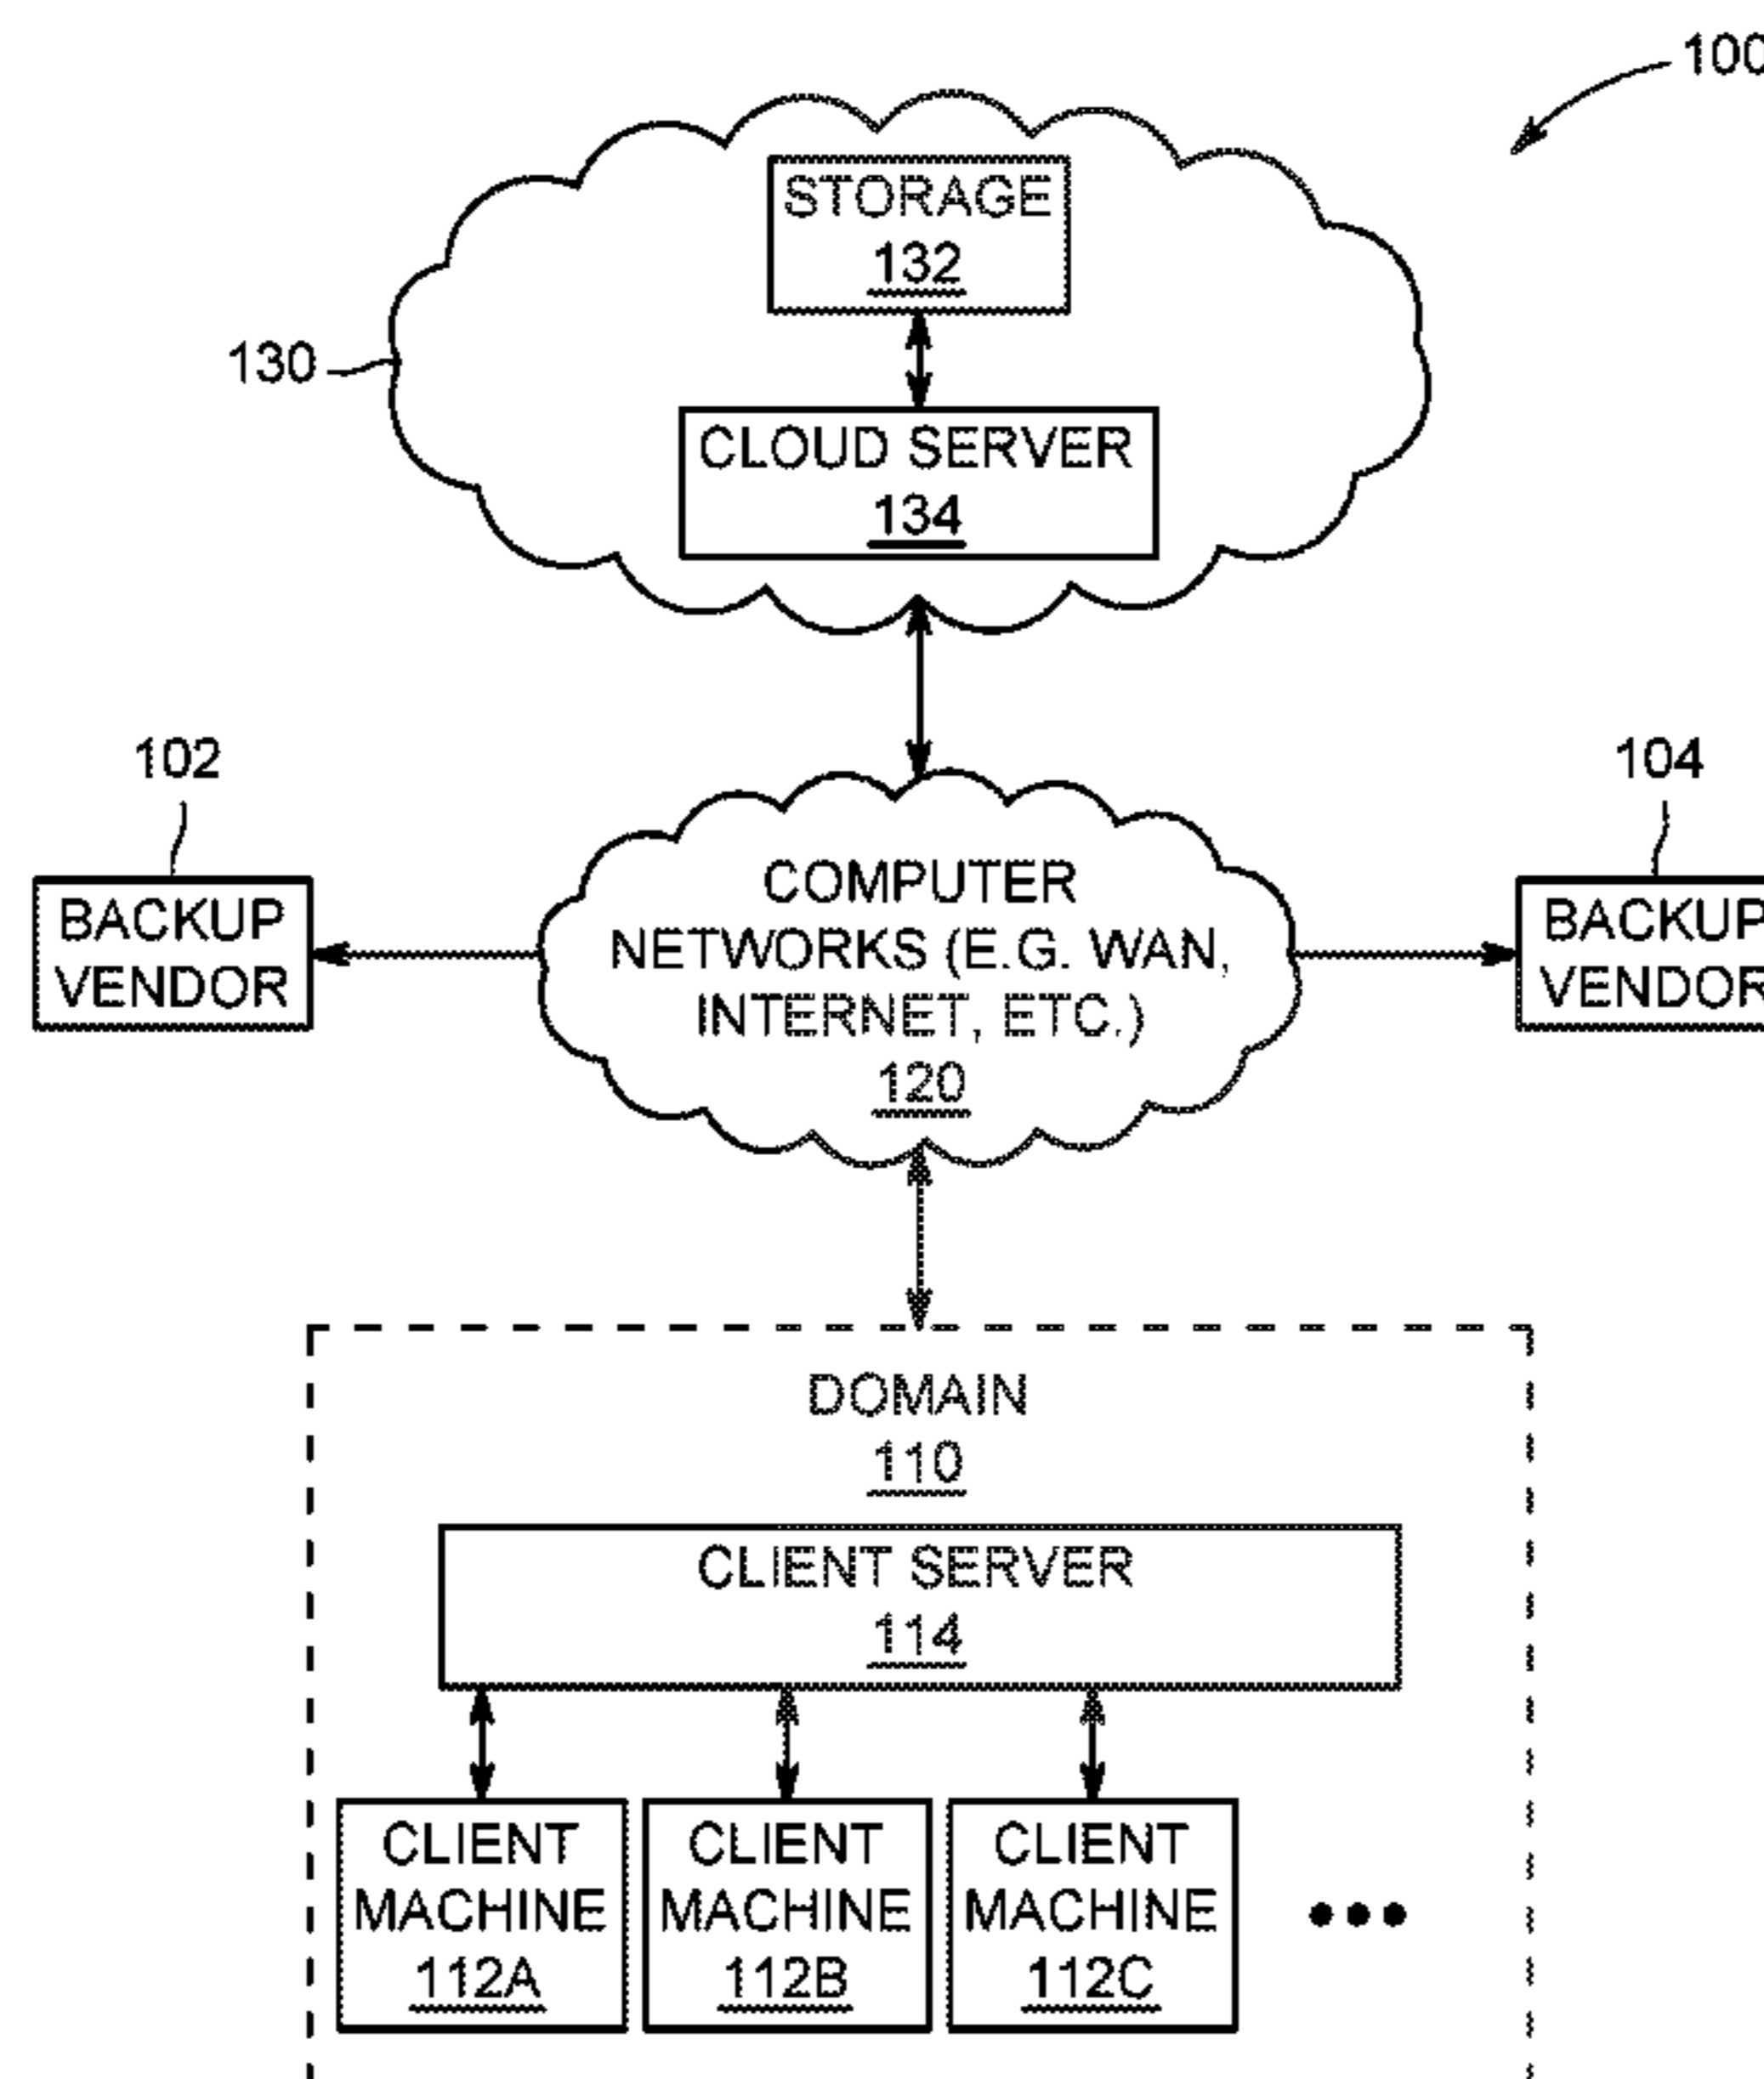 100
STORAGE
132
130
CLOUD SERVER
134
102
104
BACKUP
VENDOR
COMPUTER
NETWORKS (E.G. WAN,
INTERNET, ETC.)
120
BACKUP
VENDOR
DOMAIN
110
CLIENT SERVER
114
CLIENT
MACHINE
112A
CLIENT
MACHINE
112B
CLIENT
MACHINE
112C